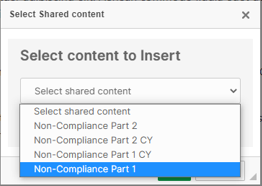 Select Shared content
Select content to Insert
Select shared content
Select shared content
Non-Compliance Part 2
Non-Compliance Part 2 CY
Non-Compliance Part 1 CY
Non-Compliance Part 1